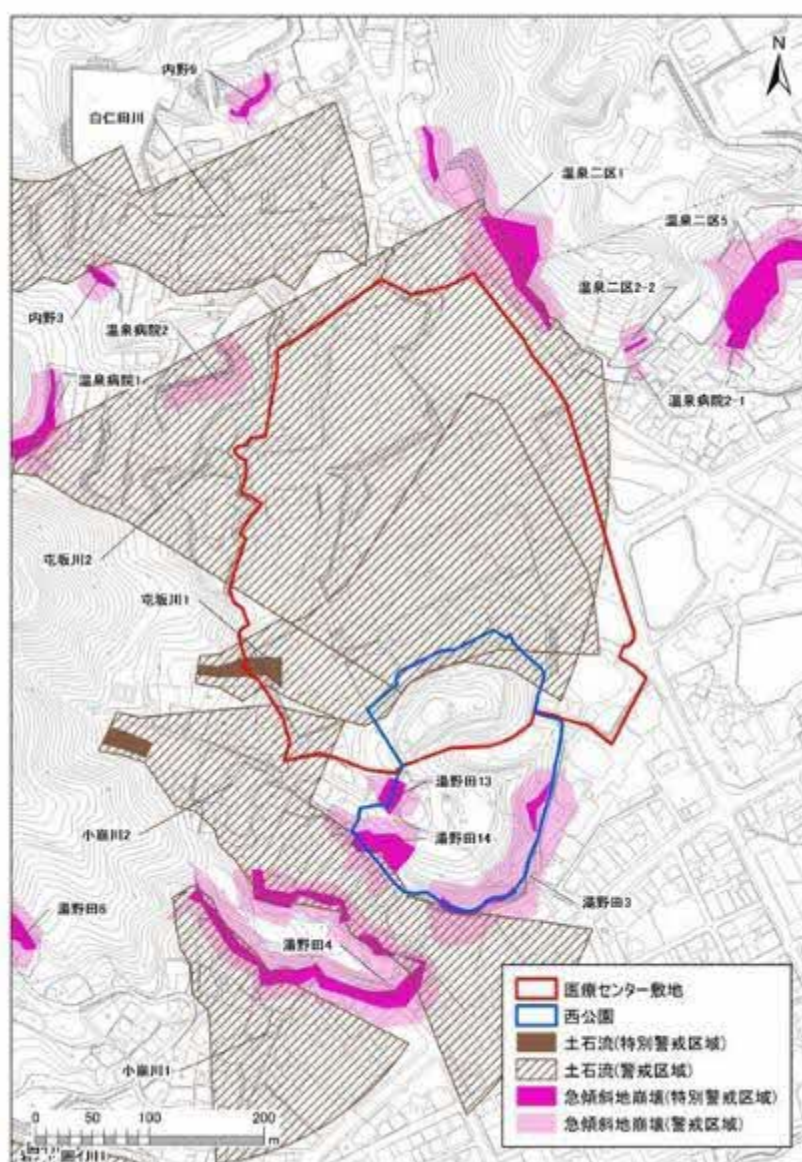 N
内野9
白仁田川
温泉二区1
温泉二区5
温泉二区2-2
内野3
温泉病院2
温泉病院1
温泉病院2-1
屯坂川2
屯坂川1
湯野田13
小崩川2
湯野田14
湯野田3
湯野田6
湯野田4
小崩川1
医療センター敷地
西公園
土石流(特別警戒区域)
土石流(警戒区域)
急傾斜地崩壊(特別警戒区域)
急傾斜地崩壊(警戒区域)
0 50 100 200
m